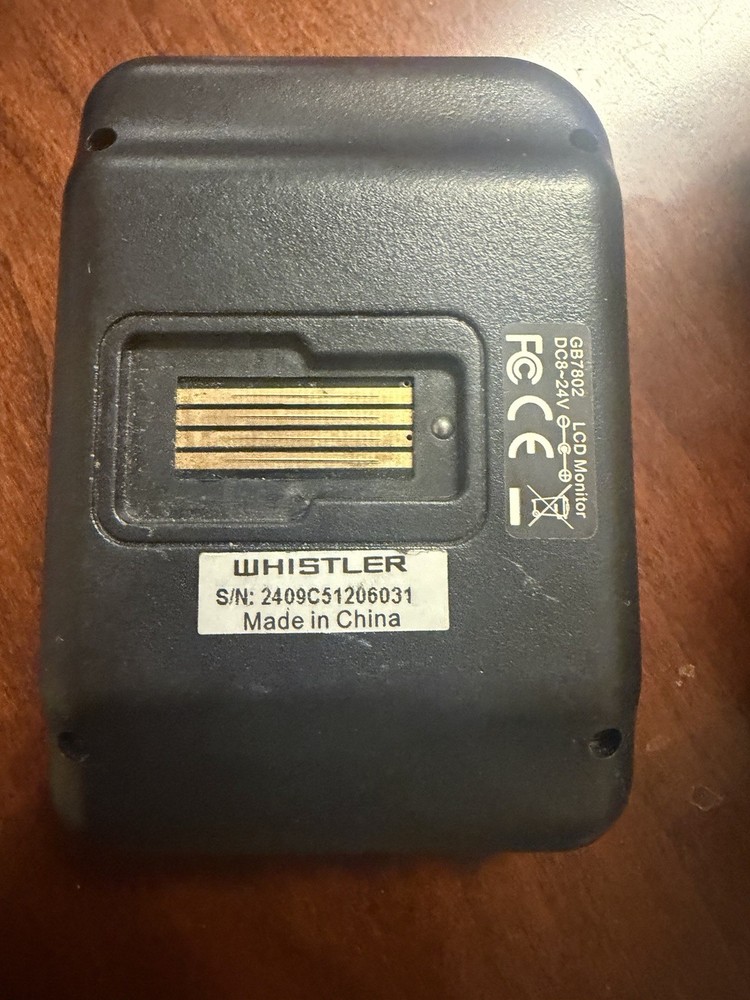 GB7802 LCD Monitor
DC8~24V
FC CE
WHISTLER
S/N: 2409C51206031
Made in China